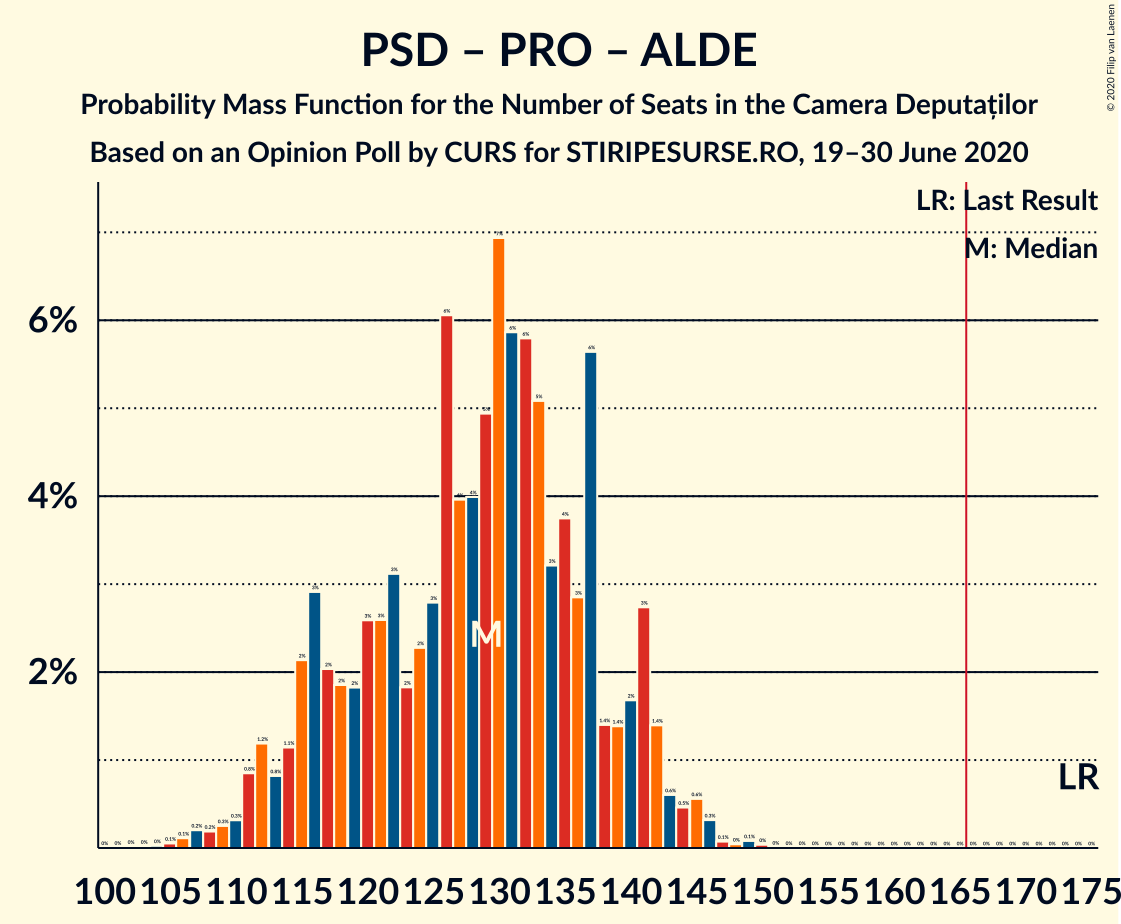 © 2020 Filip van Laenen
PSD – PRO – ALDE
Probability Mass Function for the Number of Seats in the Camera Deputaților
Based on an Opinion Poll by CURS for STIRIPESURSE.RO, 19–30 June 2020
LR: Last Result
M: Median
6%
4%
2%
M
LR
100 105 110 115 120 125 130 135 140 145 150 155 160 165 170 175